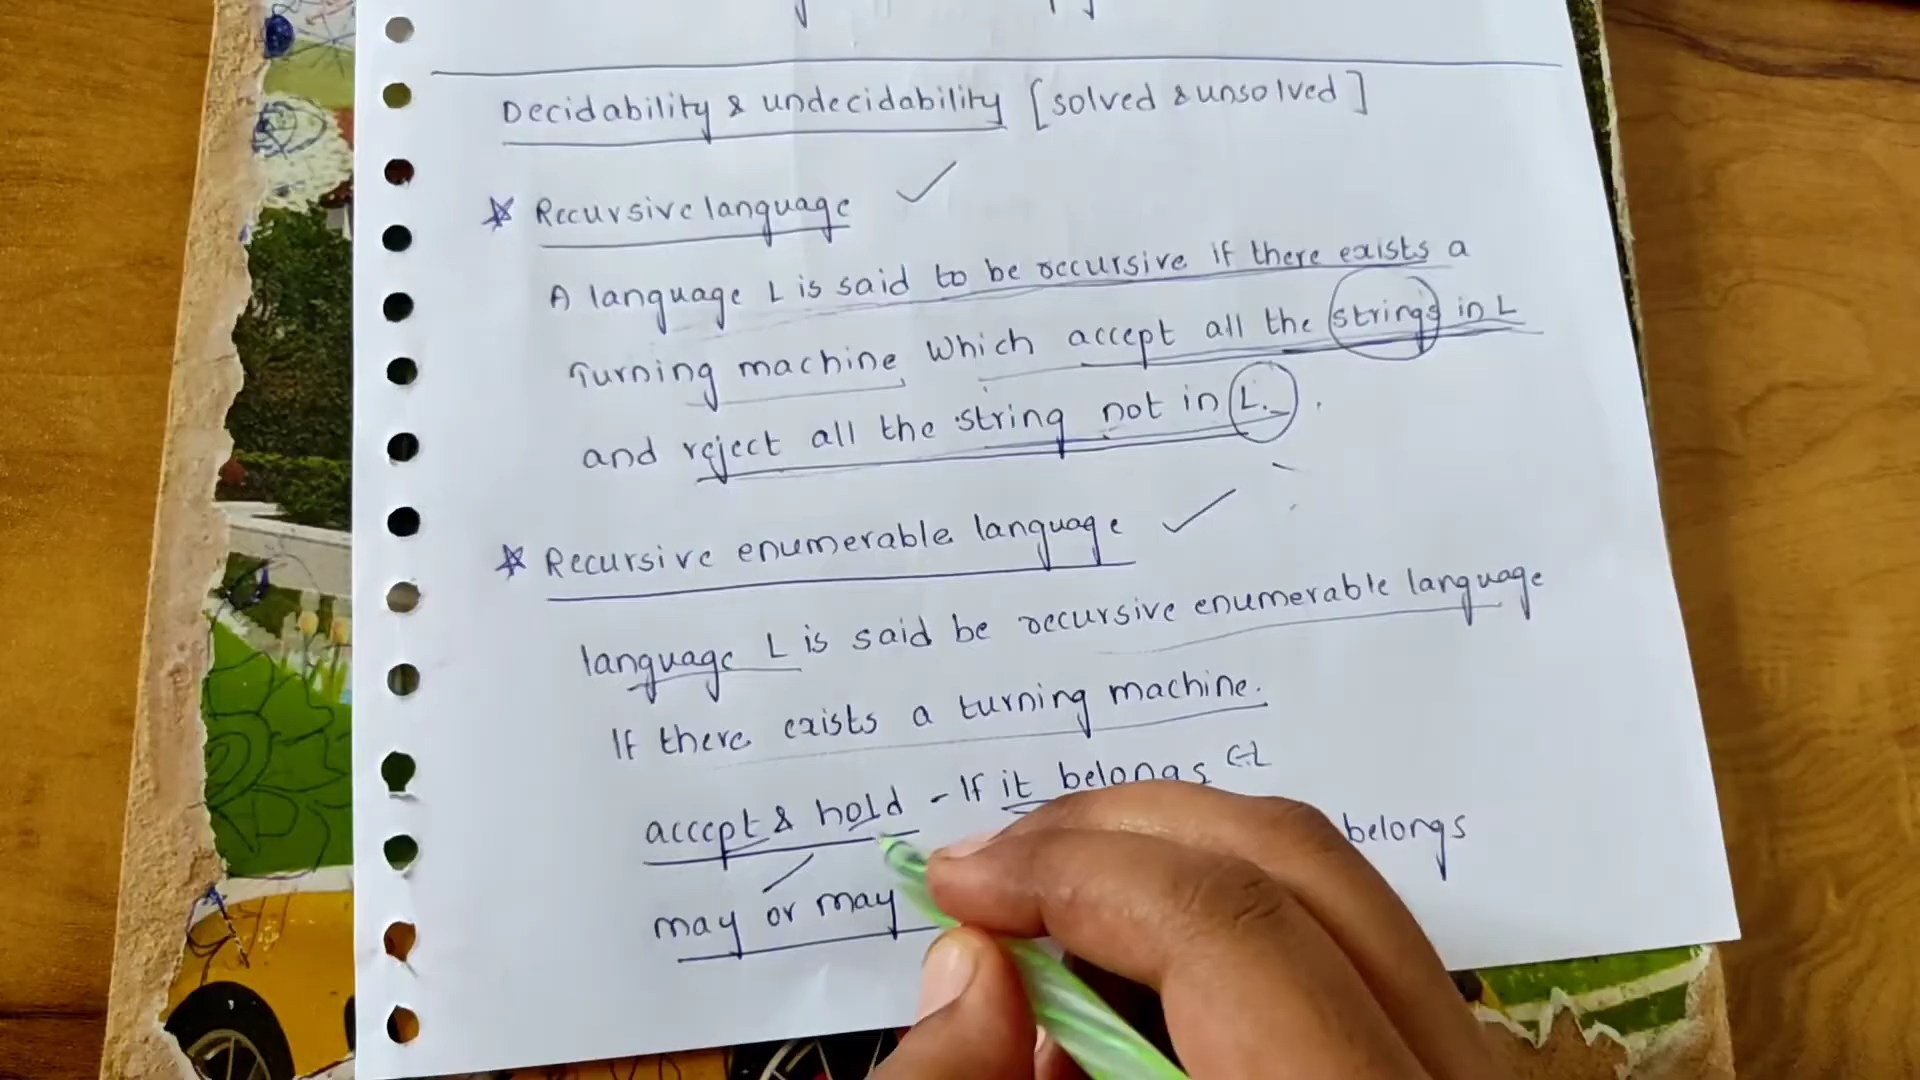 Decidability & undecidability [solved & unsolved]
Recursive language
A language L is said to be recursive if there exists a
Turning machine which accept all the strings in L
and reject all the string not in L.
Recursive enumerable language
language L is said be recursive enumerable language
If there exists a turning machine.
accept & hold - If it belongs ∈L
may or may belongs